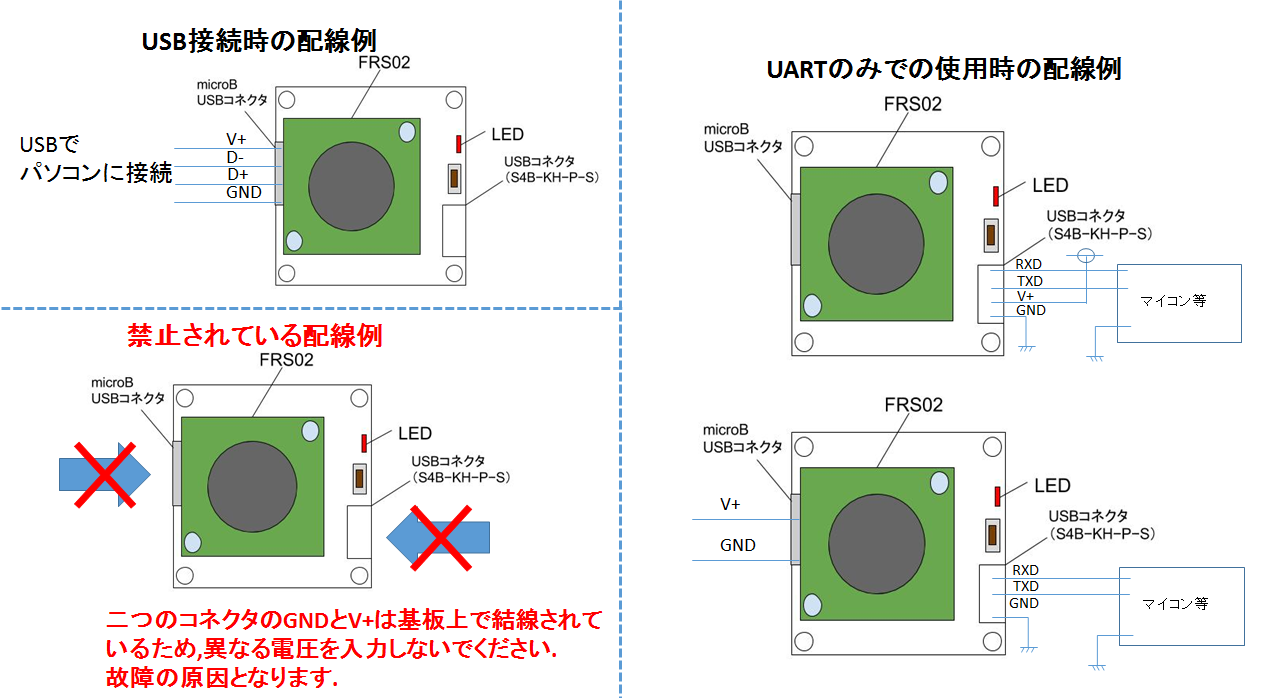 USB接続時の配線例
FRS02
microB
USBコネクタ
USBで
パソコンに接続
V+
D-
D+
GND
LED
USBコネクタ
(S4B-KH-P-S)
禁止されている配線例
FRS02
microB
USBコネクタ
LED
USBコネクタ
(S4B-KH-P-S)
二つのコネクタのGNDとV+は基板上で結線されて
いるため,異なる電圧を入力しないでください.
故障の原因となります.
UARTのみでの使用時の配線例
FRS02
microB
USBコネクタ
LED
USBコネクタ
(S4B-KH-P-S)
RXD
TXD
V+
GND
マイコン等
FRS02
microB
USBコネクタ
V+
GND
LED
USBコネクタ
(S4B-KH-P-S)
RXD
TXD
GND
マイコン等